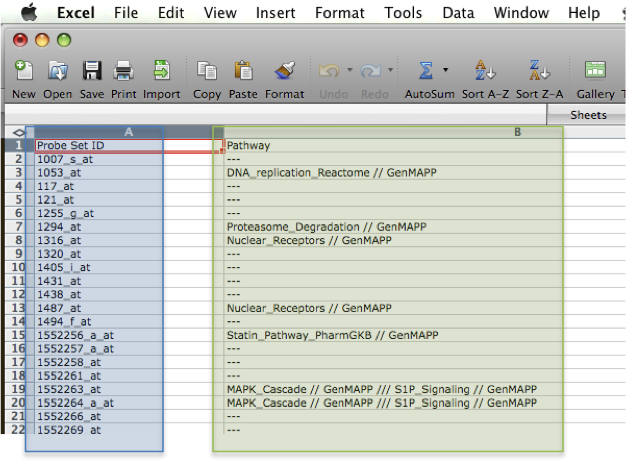 Excel File Edit View Insert Format Tools Data Window Help
New Open Save Print Import Copy Paste Format Undo Redo AutoSum Sort A-Z Sort Z-A Gallery
Sheets
A B
1 Probe Set ID Pathway
2 1007_s_at ---
3 1053_at DNA_replication_Reactome // GenMAPP
4 117_at ---
5 121_at ---
6 1255_g_at ---
7 1294_at Proteasome_Degradation // GenMAPP
8 1316_at Nuclear_Receptors // GenMAPP
9 1320_at ---
10 1405_i_at ---
11 1431_at ---
12 1438_at ---
13 1487_at Nuclear_Receptors // GenMAPP
14 1494_f_at ---
15 1552256_a_at Statin_Pathway_PharmGKB // GenMAPP
16 1552257_a_at ---
17 1552258_at ---
18 1552261_at ---
19 1552263_at MAPK_Cascade // GenMAPP /// S1P_Signaling // GenMAPP
20 1552264_a_at MAPK_Cascade // GenMAPP /// S1P_Signaling // GenMAPP
21 1552266_at ---
22 1552269_at ---